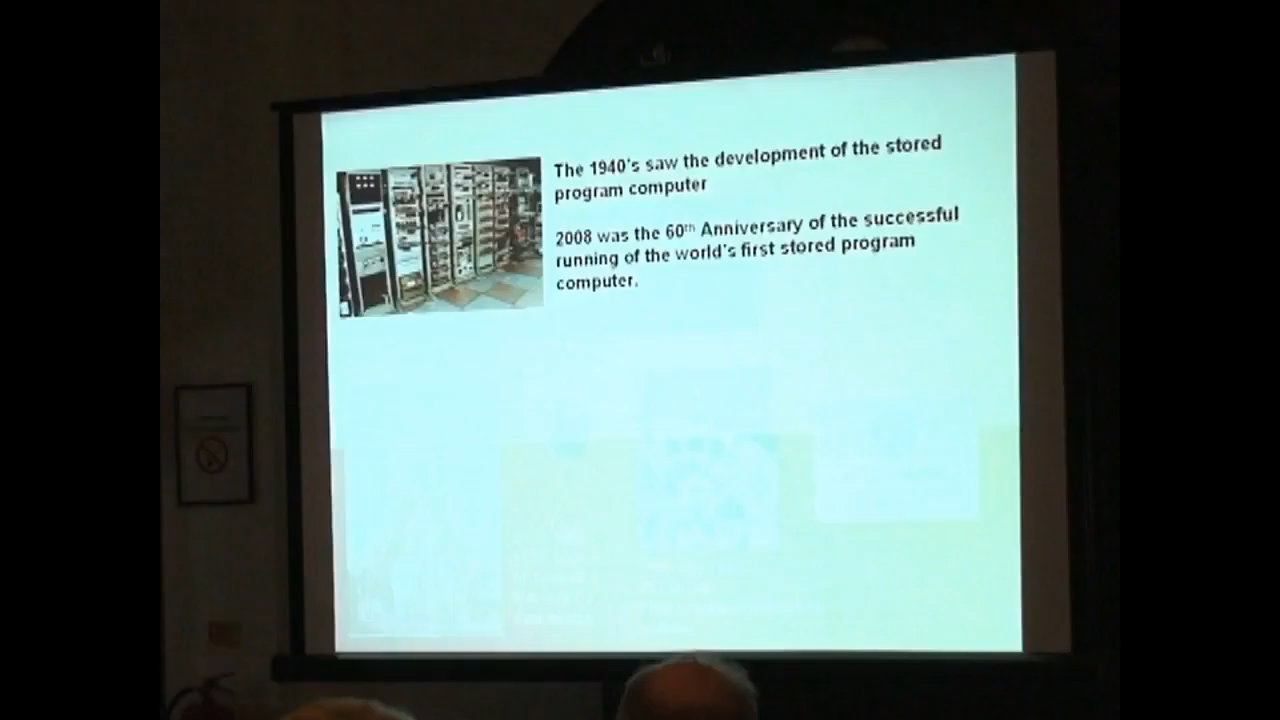 The 1940's saw the development of the stored
program computer
2008 was the 60th Anniversary of the successful
running of the world's first stored program
computer.